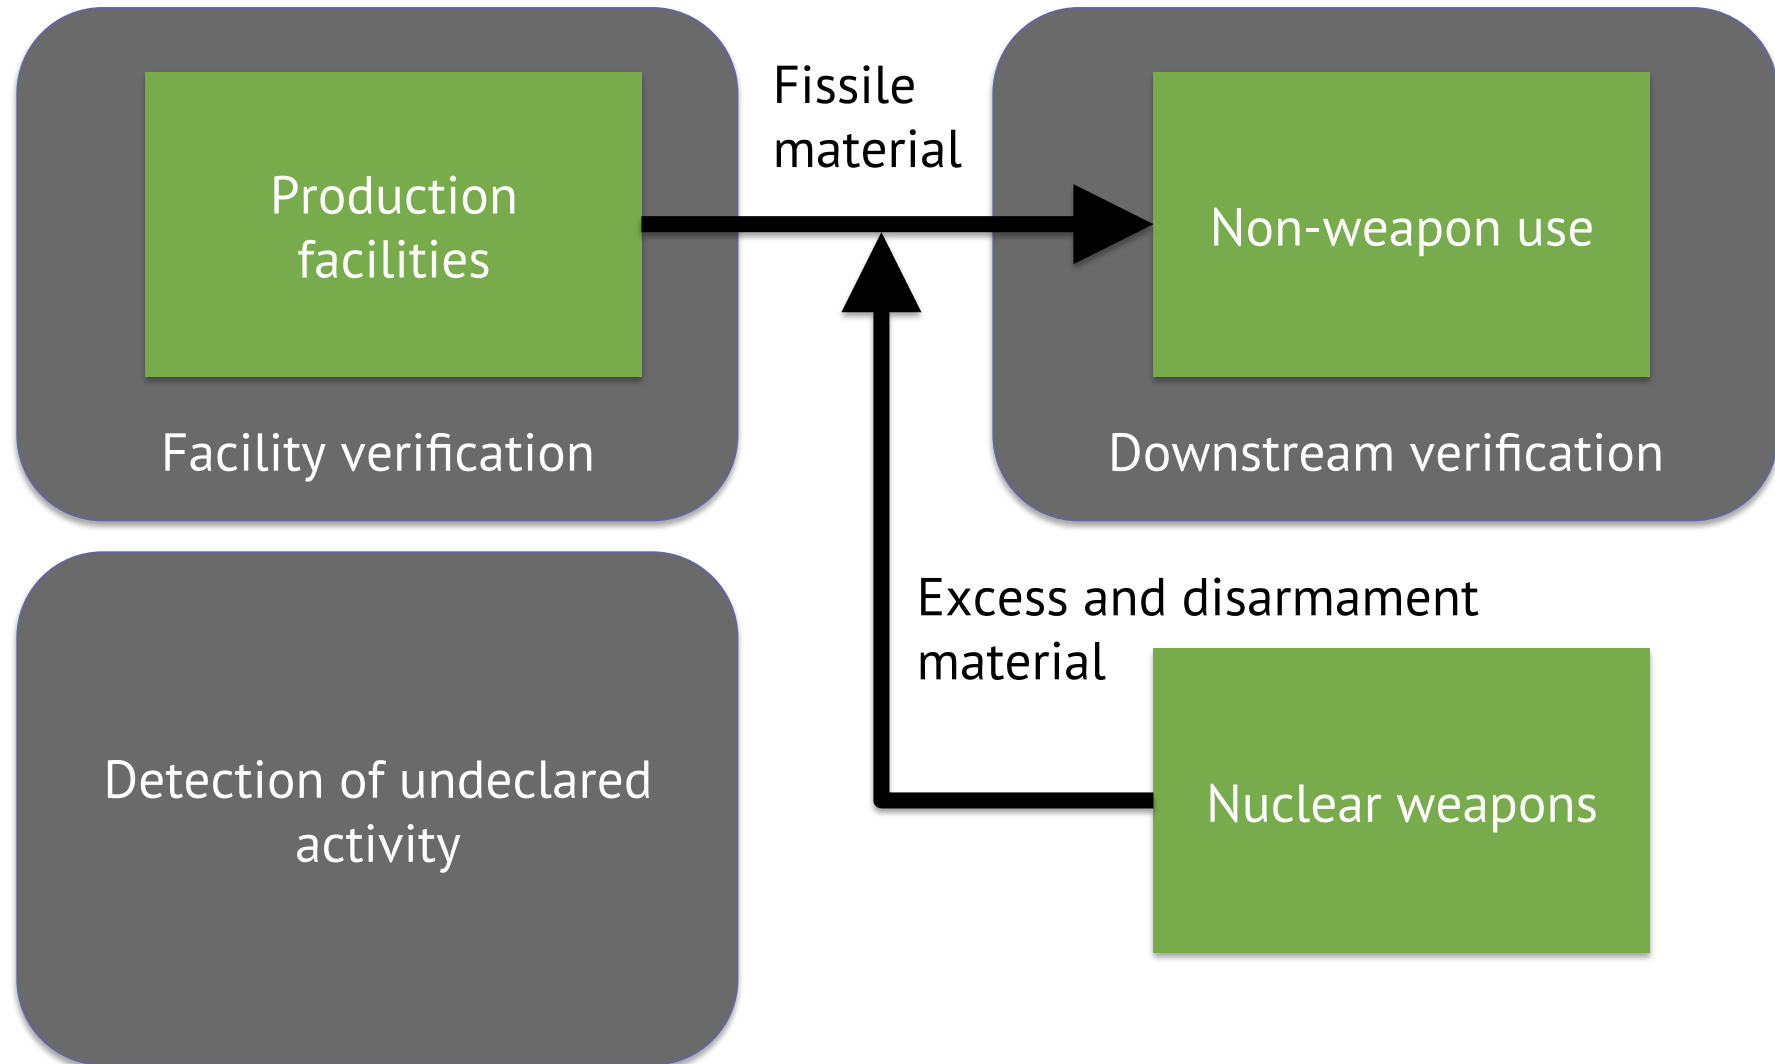 Production
facilities
Facility verification
Fissile
material
Non-weapon use
Downstream verification
Detection of undeclared
activity
Excess and disarmament
material
Nuclear weapons